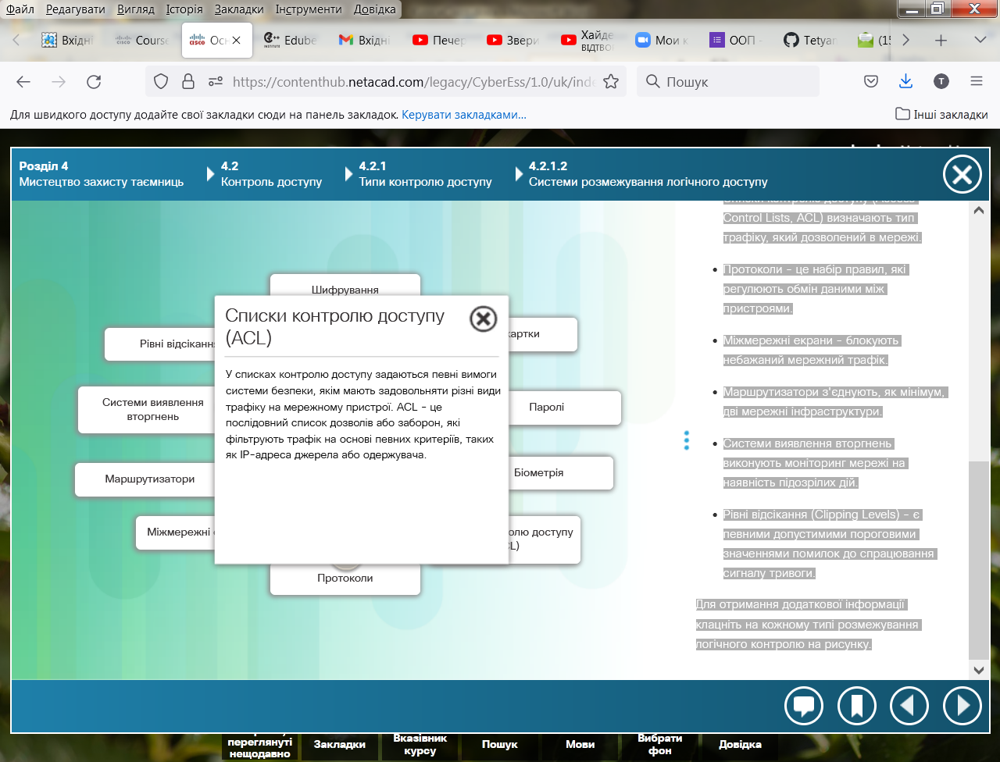 Файл Редагувати Вигляд Історія Закладки Інструменти Довідка
Вхідні
Course
Осн
Edube
Вхідні
Печер
Звери
Хайде
ВІДТВОР
Мои к
ООП -
Tetyan
(15
https://contenthub.netacad.com/legacy/CyberEss/1.0/uk/inde
Пошук
T
Для швидкого доступу додайте свої закладки сюди на панель закладок. Керувати закладками...
Інші закладки
Розділ 4
Мистецтво захисту таємниць
4.2
Контроль доступу
4.2.1
Типи контролю доступу
4.2.1.2
Системи розмежування логічного доступу
Шифрування
картки
Рівні відсікання
Системи виявлення
вторгнень
Паролі
Маршрутизатори
Біометрія
Міжмережні
олю доступу
CL)
Протоколи
Списки контролю доступу
(ACL)
У списках контролю доступу задаються певні вимоги
системи безпеки, якім мають задовольняти різні види
трафіку на мережному пристрої. ACL - це
послідовний список дозволів або заборон, які
фільтрують трафік на основі певних критеріїв, таких
як IP-адреса джерела або одержувача.
Списки контролю доступу (Access
Control Lists, ACL) визначають тип
трафіку, який дозволений в мережі.
• Протоколи - це набір правил, які
регулюють обмін даними між
пристроями.
• Міжмережні екрани - блокують
небажаний мережний трафік.
• Маршрутизатори з'єднують, як мінімум,
дві мережні інфраструктури.
• Системи виявлення вторгнень
виконують моніторинг мережі на
наявність підозрілих дій.
• Рівні відсікання (Clipping Levels) - є
певними допустимими пороговими
значеннями помилок до спрацювання
сигналу тривоги.
Для отримання додаткової інформації
клацніть на кожному типі розмежування
логічного контролю на рисунку.
переглянуті
нещодавно
Закладки
Вказівник
курсу
Пошук
Мови
Вибрати
фон
Довідка